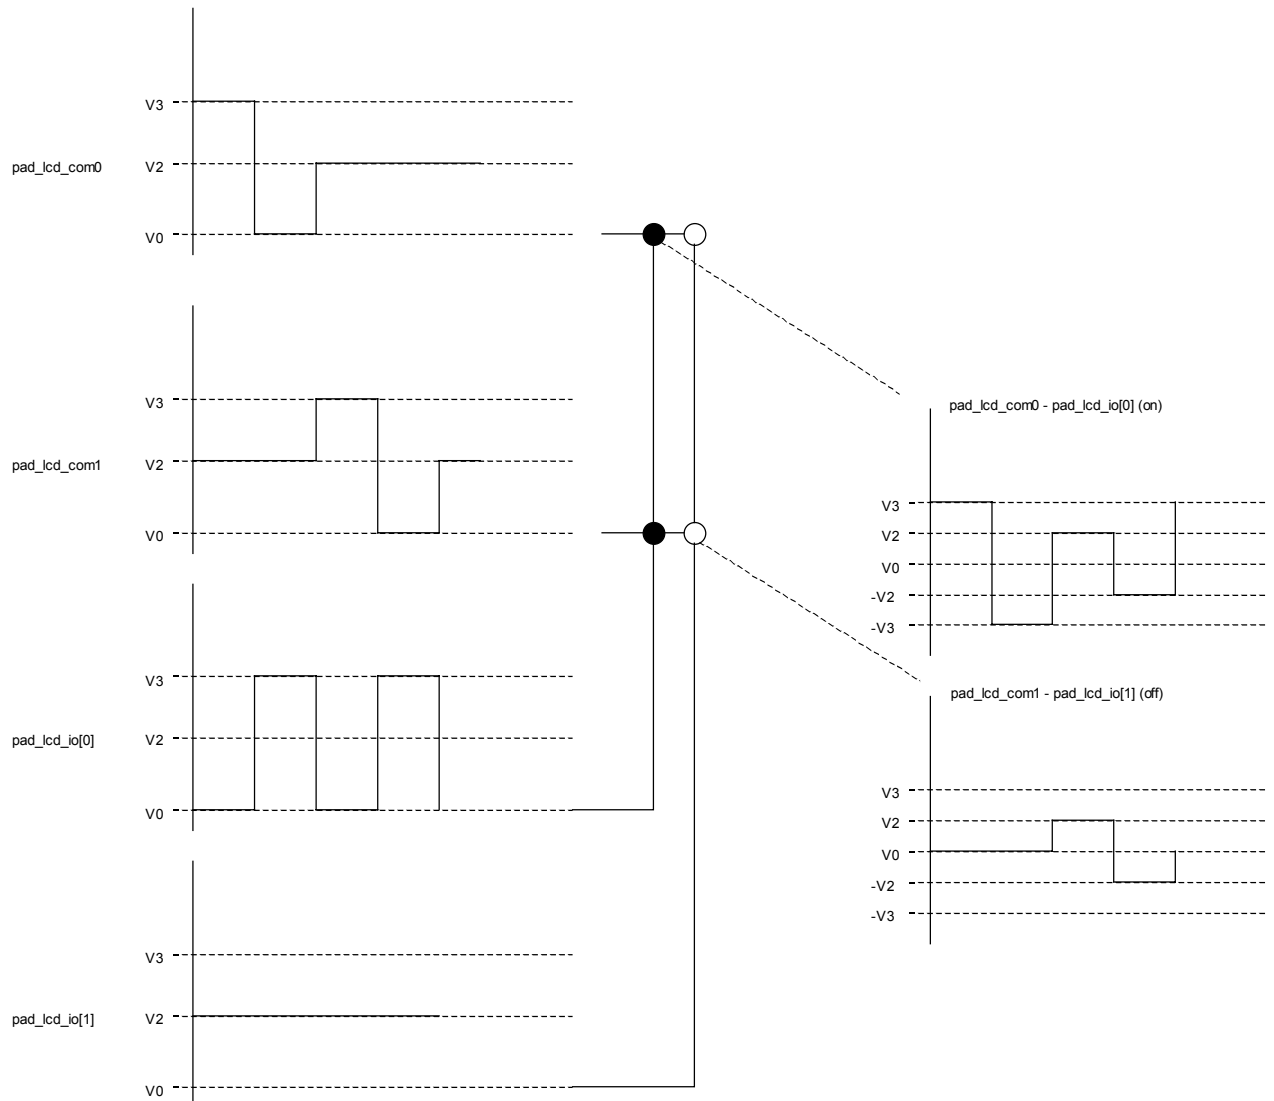 V3
pad_lcd_com0
V2
V0
V3
pad_lcd_com1
V2
V0
V3
pad_lcd_io[0]
V2
V0
V3
pad_lcd_io[1]
V2
V0
pad_lcd_com0 - pad_lcd_io[0] (on)
V3
V2
V0
-V2
-V3
pad_lcd_com1 - pad_lcd_io[1] (off)
V3
V2
V0
-V2
-V3